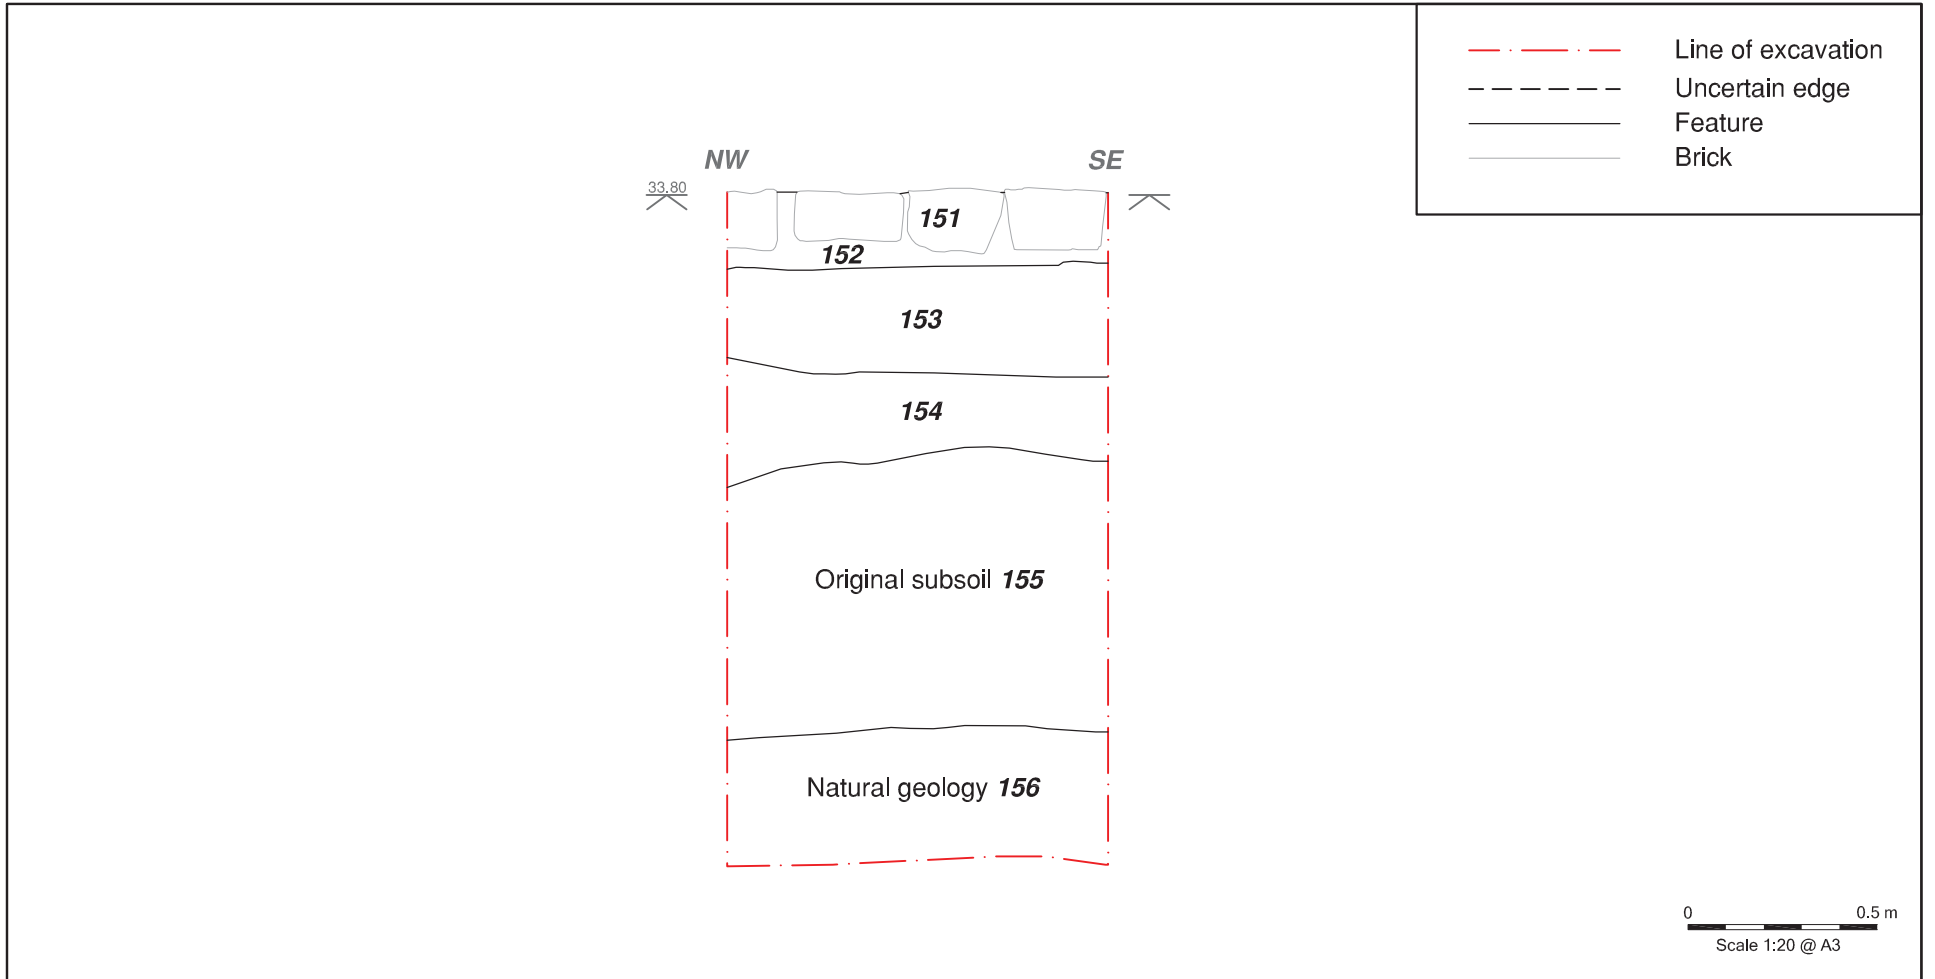 Line of excavation
Uncertain edge
Feature
Brick
NW
SE
33.80
151
152
153
154
Original subsoil 155
Natural geology 156
0 0.5 m
Scale 1:20 @ A3